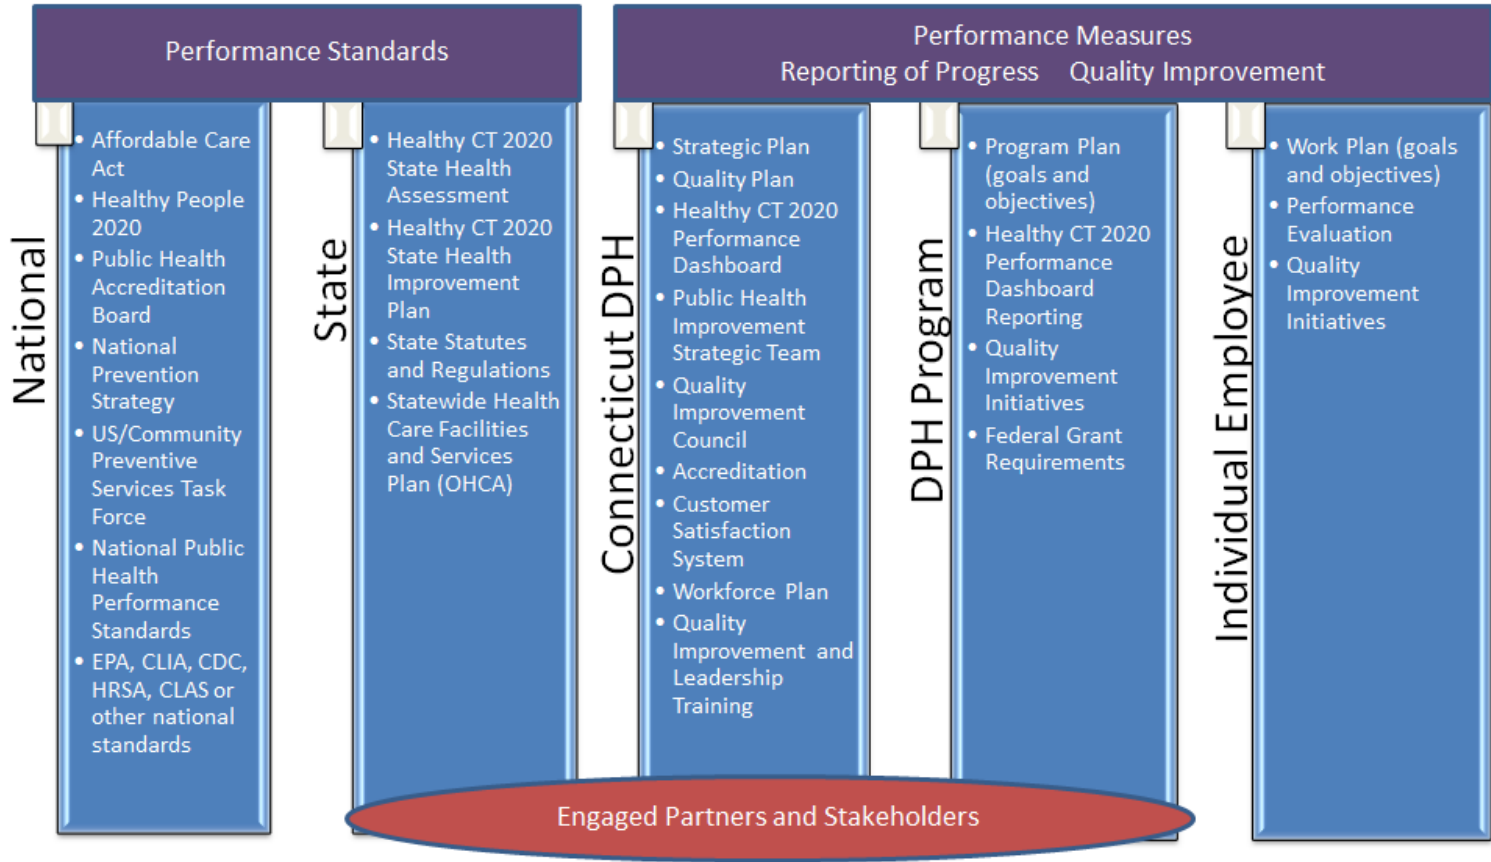 Performance Standards
Performance Measures
Reporting of Progress Quality Improvement
National
• Affordable Care
Act
• Healthy People
2020
• Public Health
Accreditation
Board
• National
Prevention
Strategy
• US/Community
Preventive
Services Task
Force
• National Public
Health
Performance
Standards
• EPA, CLIA, CDC,
HRSA, CLAS or
other national
standards
State
• Healthy CT 2020
State Health
Assessment
• Healthy CT 2020
State Health
Improvement
Plan
• State Statutes
and Regulations
• Statewide Health
Care Facilities
and Services
Plan (OHCA)
Connecticut DPH
• Strategic Plan
• Quality Plan
• Healthy CT 2020
Performance
Dashboard
• Public Health
Improvement
Strategic Team
• Quality
Improvement
Council
• Accreditation
• Customer
Satisfaction
System
• Workforce Plan
• Quality
Improvement and
Leadership
Training
DPH Program
• Program Plan
(goals and
objectives)
• Healthy CT 2020
Performance
Dashboard
Reporting
• Quality
Improvement
Initiatives
• Federal Grant
Requirements
Individual Employee
• Work Plan (goals
and objectives)
• Performance
Evaluation
• Quality
Improvement
Initiatives
Engaged Partners and Stakeholders